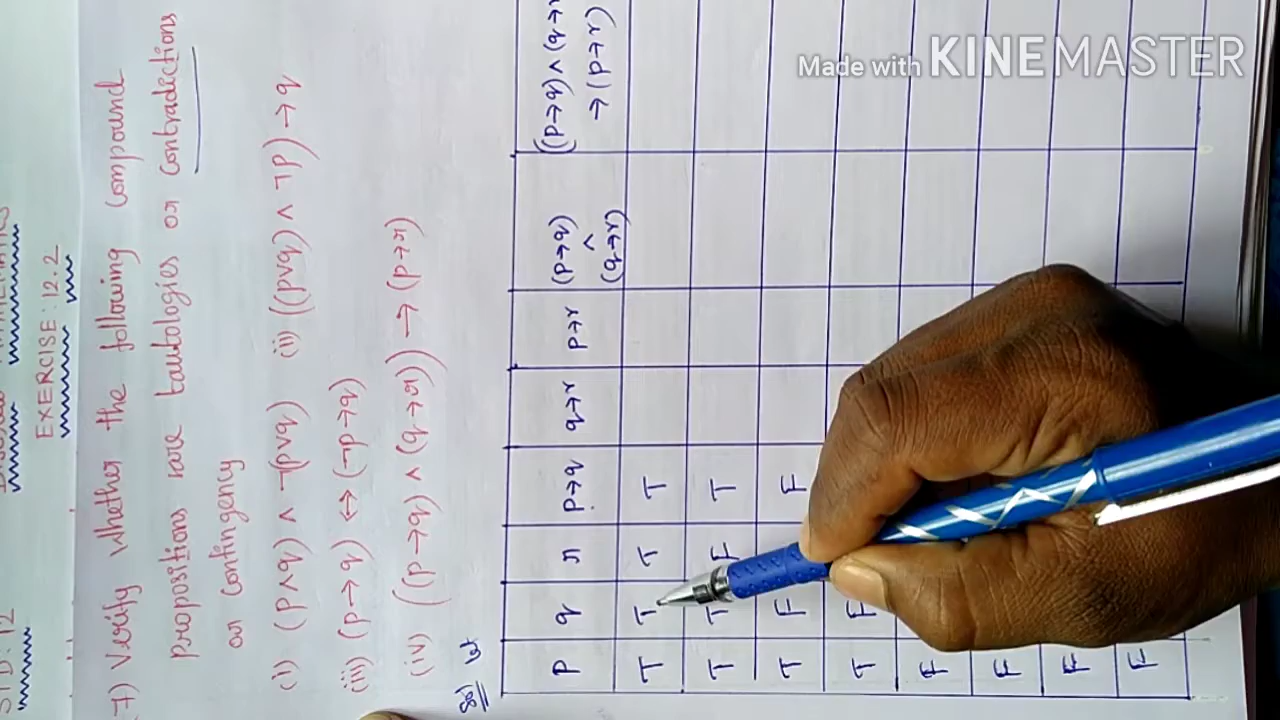 STD: 12
EXERCISE: 12.2
7) Verify whether the following compound
propositions are tautologies or contradictions
or contingency
(i) (p∧q) ∧ ¬(p∨q) (ii) ((p∨q) ∧ ¬p) → q
(iii) (p→q) ↔ (¬p→q)
(iv) ((p→q) ∧ (q→r)) → (p→r)
Sol iv)
p q r p→q q→r p→r (p→q) ∧ (q→r) ((p→q) ∧ (q→r)) → (p→r)
T T T T
T T F T
T F F
T F
F
F
F
F
Made with KINEMASTER